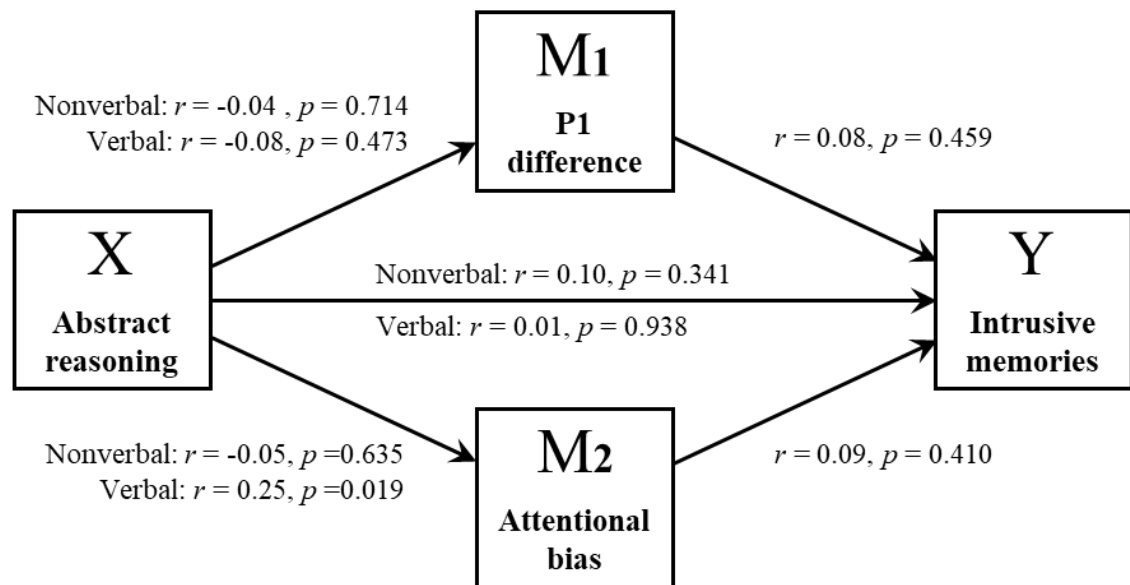 M1
P1
difference
Nonverbal: r = -0.04 , p = 0.714
Verbal: r = -0.08, p = 0.473
r = 0.08, p = 0.459
X
Abstract
reasoning
Nonverbal: r = 0.10, p = 0.341
Verbal: r = 0.01, p = 0.938
Y
Intrusive
memories
Nonverbal: r = -0.05, p =0.635
Verbal: r = 0.25, p =0.019
M2
Attentional
bias
r = 0.09, p = 0.410